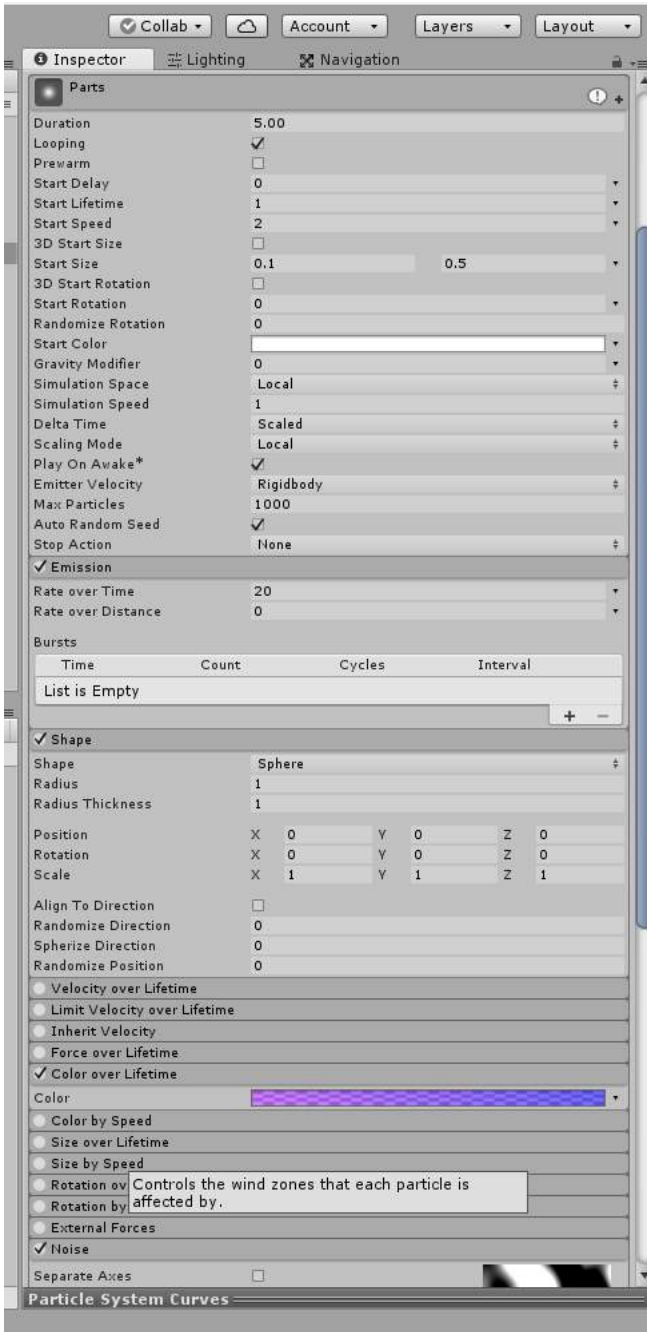 Collab Account Layers Layout
Inspector Lighting Navigation
Parts
Duration 5.00
Looping
Prewarm
Start Delay 0
Start Lifetime 1
Start Speed 2
3D Start Size
Start Size 0.1 0.5
3D Start Rotation
Start Rotation 0
Randomize Rotation 0
Start Color
Gravity Modifier 0
Simulation Space Local
Simulation Speed 1
Delta Time Scaled
Scaling Mode Local
Play On Awake*
Emitter Velocity Rigidbody
Max Particles 1000
Auto Random Seed
Stop Action None
Emission
Rate over Time 20
Rate over Distance 0
Bursts
Time Count Cycles Interval
List is Empty
+ −
Shape
Shape Sphere
Radius 1
Radius Thickness 1
Position X 0 Y 0 Z 0
Rotation X 0 Y 0 Z 0
Scale X 1 Y 1 Z 1
Align To Direction
Randomize Direction 0
Spherize Direction 0
Randomize Position 0
Velocity over Lifetime
Limit Velocity over Lifetime
Inherit Velocity
Force over Lifetime
Color over Lifetime
Color
Color by Speed
Size over Lifetime
Size by Speed
Rotation ov
Controls the wind zones that each particle is
affected by.
Rotation by
External Forces
Noise
Separate Axes
Particle System Curves